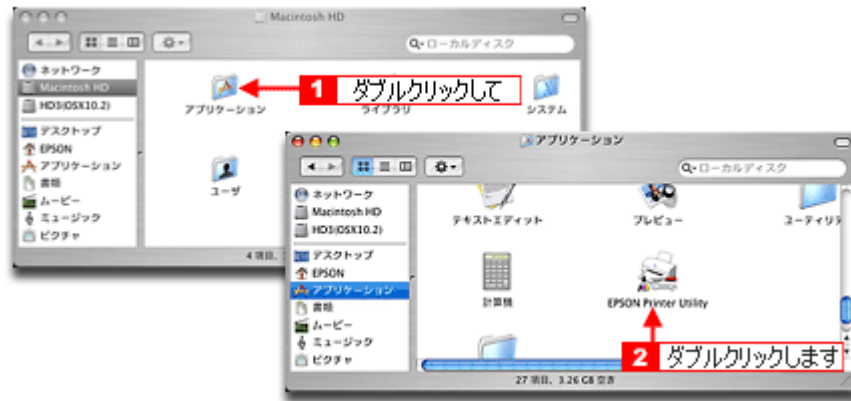 Macintosh HD
ローカルディスク
ネットワーク
Macintosh HD
HD3(OSX10.2)
デスクトップ
EPSON
アプリケーション
書類
ムービー
ミュージック
ピクチャ
アプリケーション
ライブラリ
システム
ユーザ
1 ダブルクリックして
4 項目、
アプリケーション
ローカルディスク
ネットワーク
Macintosh HD
HD3(OSX10.2)
デスクトップ
EPSON
アプリケーション
書類
ムービー
ミュージック
ピクチャ
テキストエディット
プレビュー
ユーティリテ
計算機
EPSON Printer Utility
2 ダブルクリックします
27 項目、3.26 GB 空き